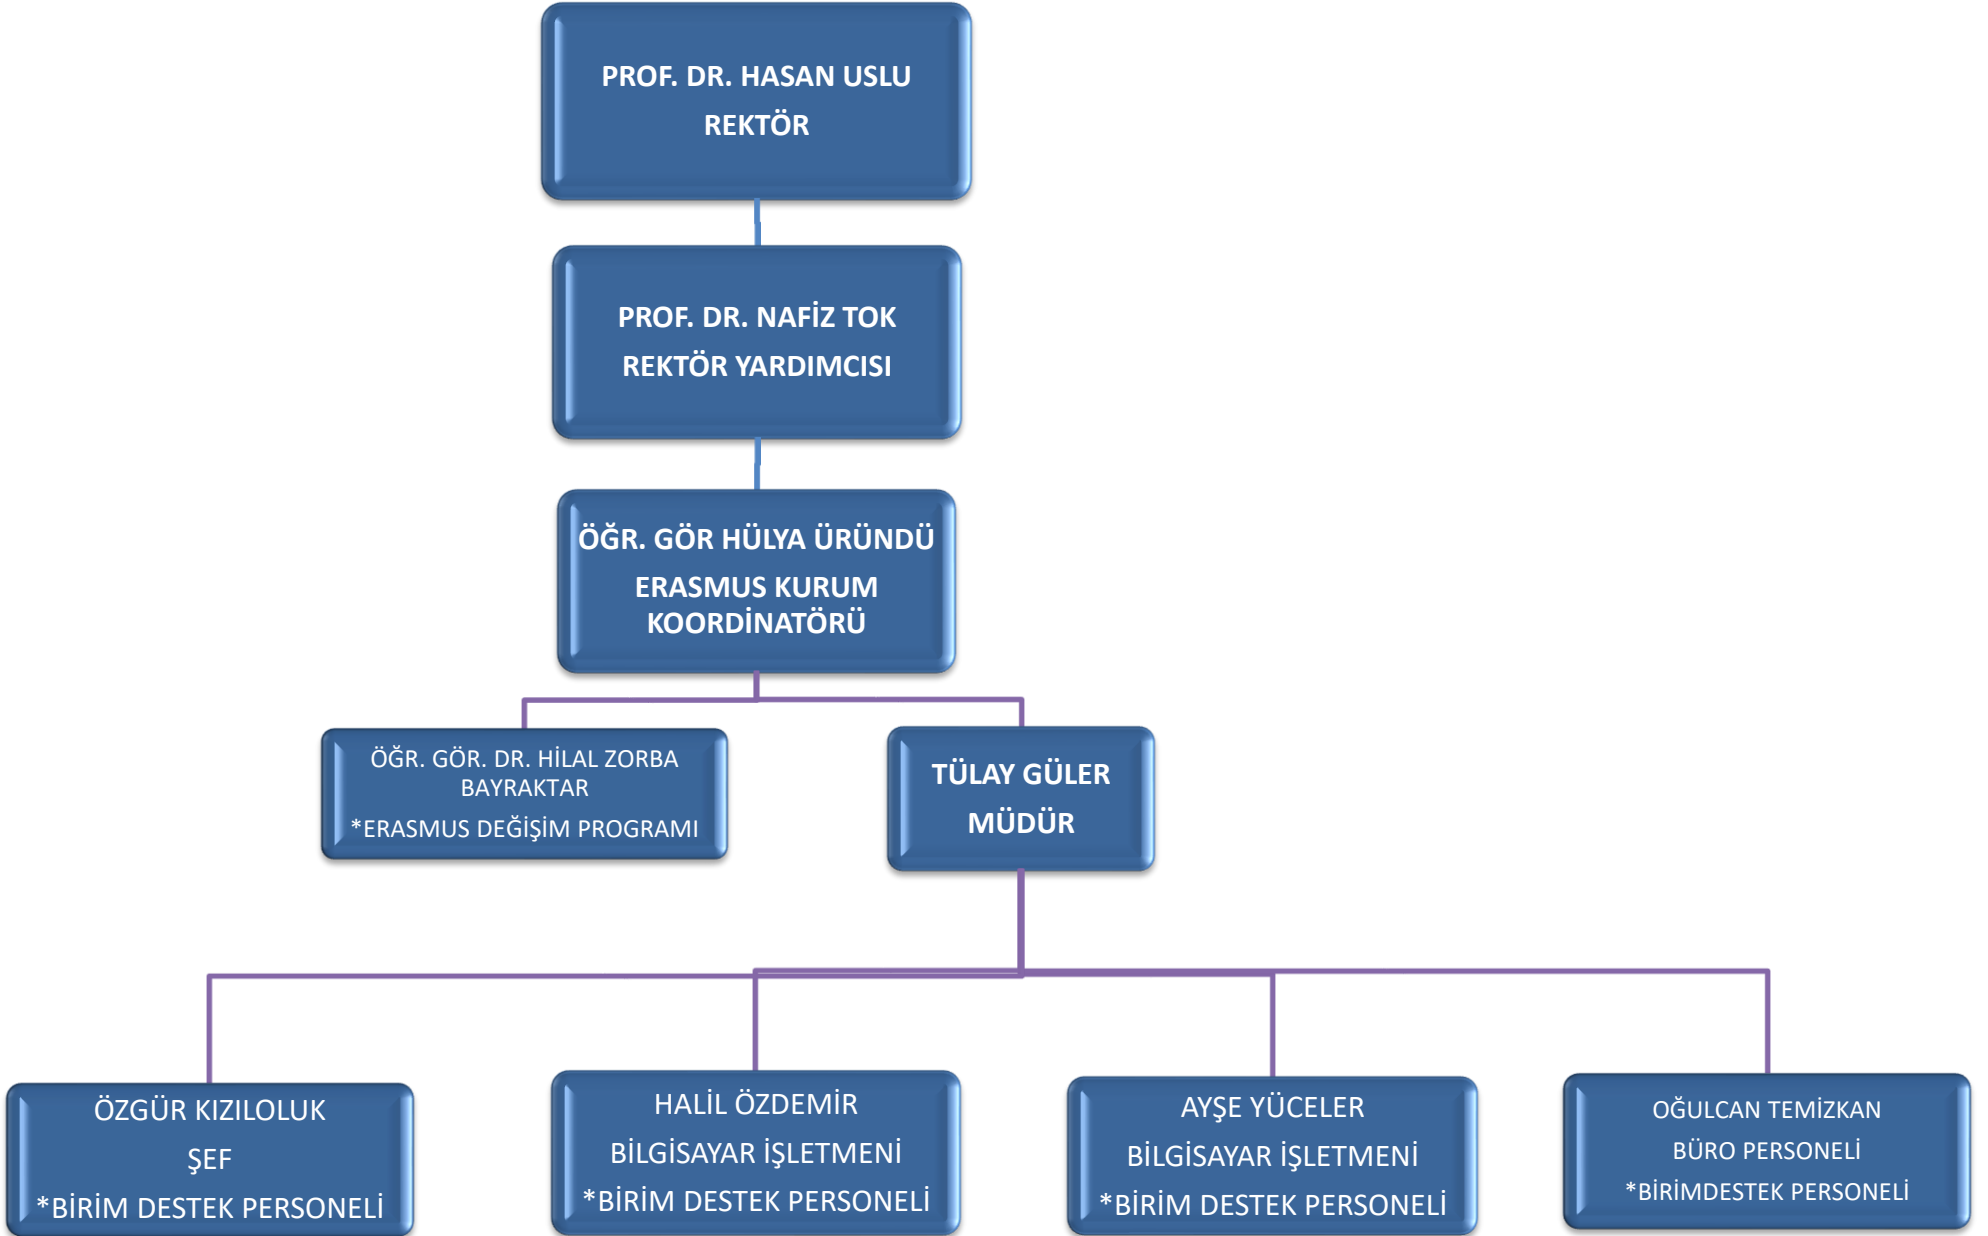 PROF. DR. HASAN USLU
REKTÖR
PROF. DR. NAFİZ TOK
REKTÖR YARDIMCISI
ÖĞR. GÖR HÜLYA ÜRÜNDÜ
ERASMUS KURUM
KOORDİNATÖRÜ
ÖĞR. GÖR. DR. HİLAL ZORBA
BAYRAKTAR
*ERASMUS DEĞİŞİM PROGRAMI
TÜLAY GÜLER
MÜDÜR
ÖZGÜR KIZILOLUK
ŞEF
*BİRİM DESTEK PERSONELİ
HALİL ÖZDEMİR
BİLGİSAYAR İŞLETMENİ
*BİRİM DESTEK PERSONELİ
AYŞE YÜCELER
BİLGİSAYAR İŞLETMENİ
*BİRİM DESTEK PERSONELİ
OĞULCAN TEMİZKAN
BÜRO PERSONELİ
*BİRİMDESTEK PERSONELİ